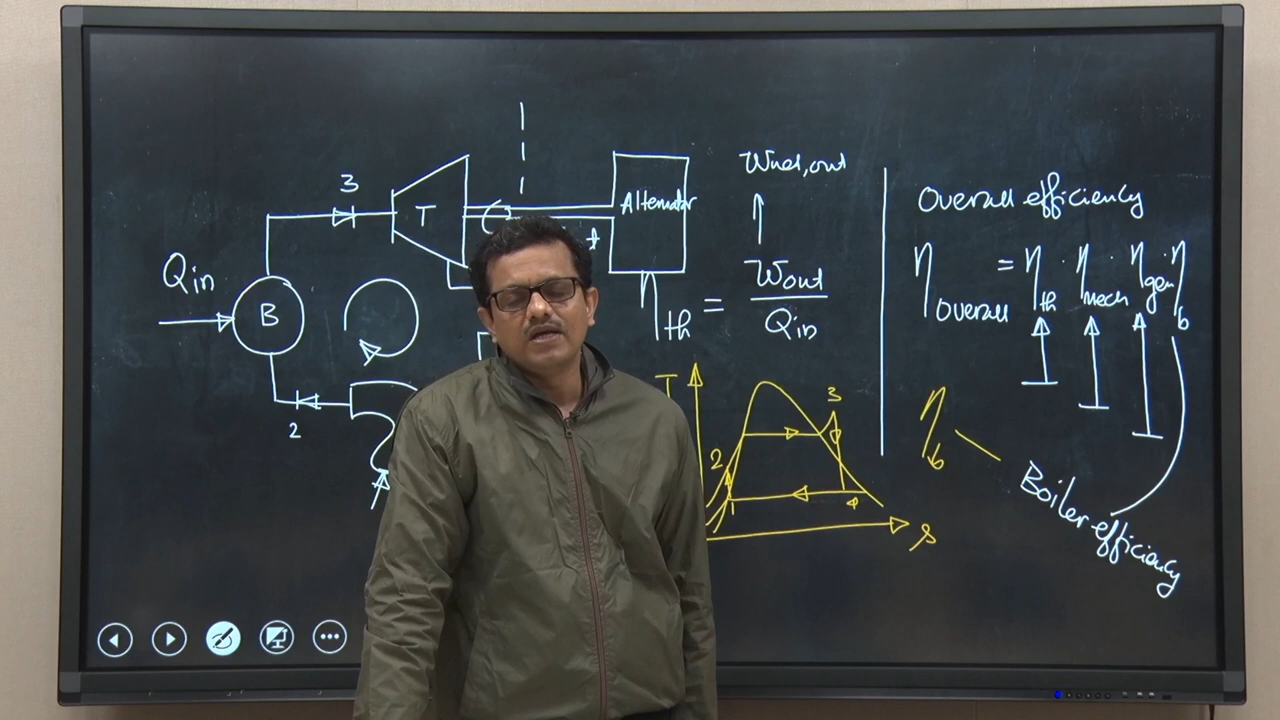 3
T
Alternator
Qin
B
2
Wnet,out
ηth = Wout / Qin
T
3
2
1
4
s
Overall efficiency
ηoverall = ηth · ηmech · ηgen · ηb
ηb
Boiler efficiency